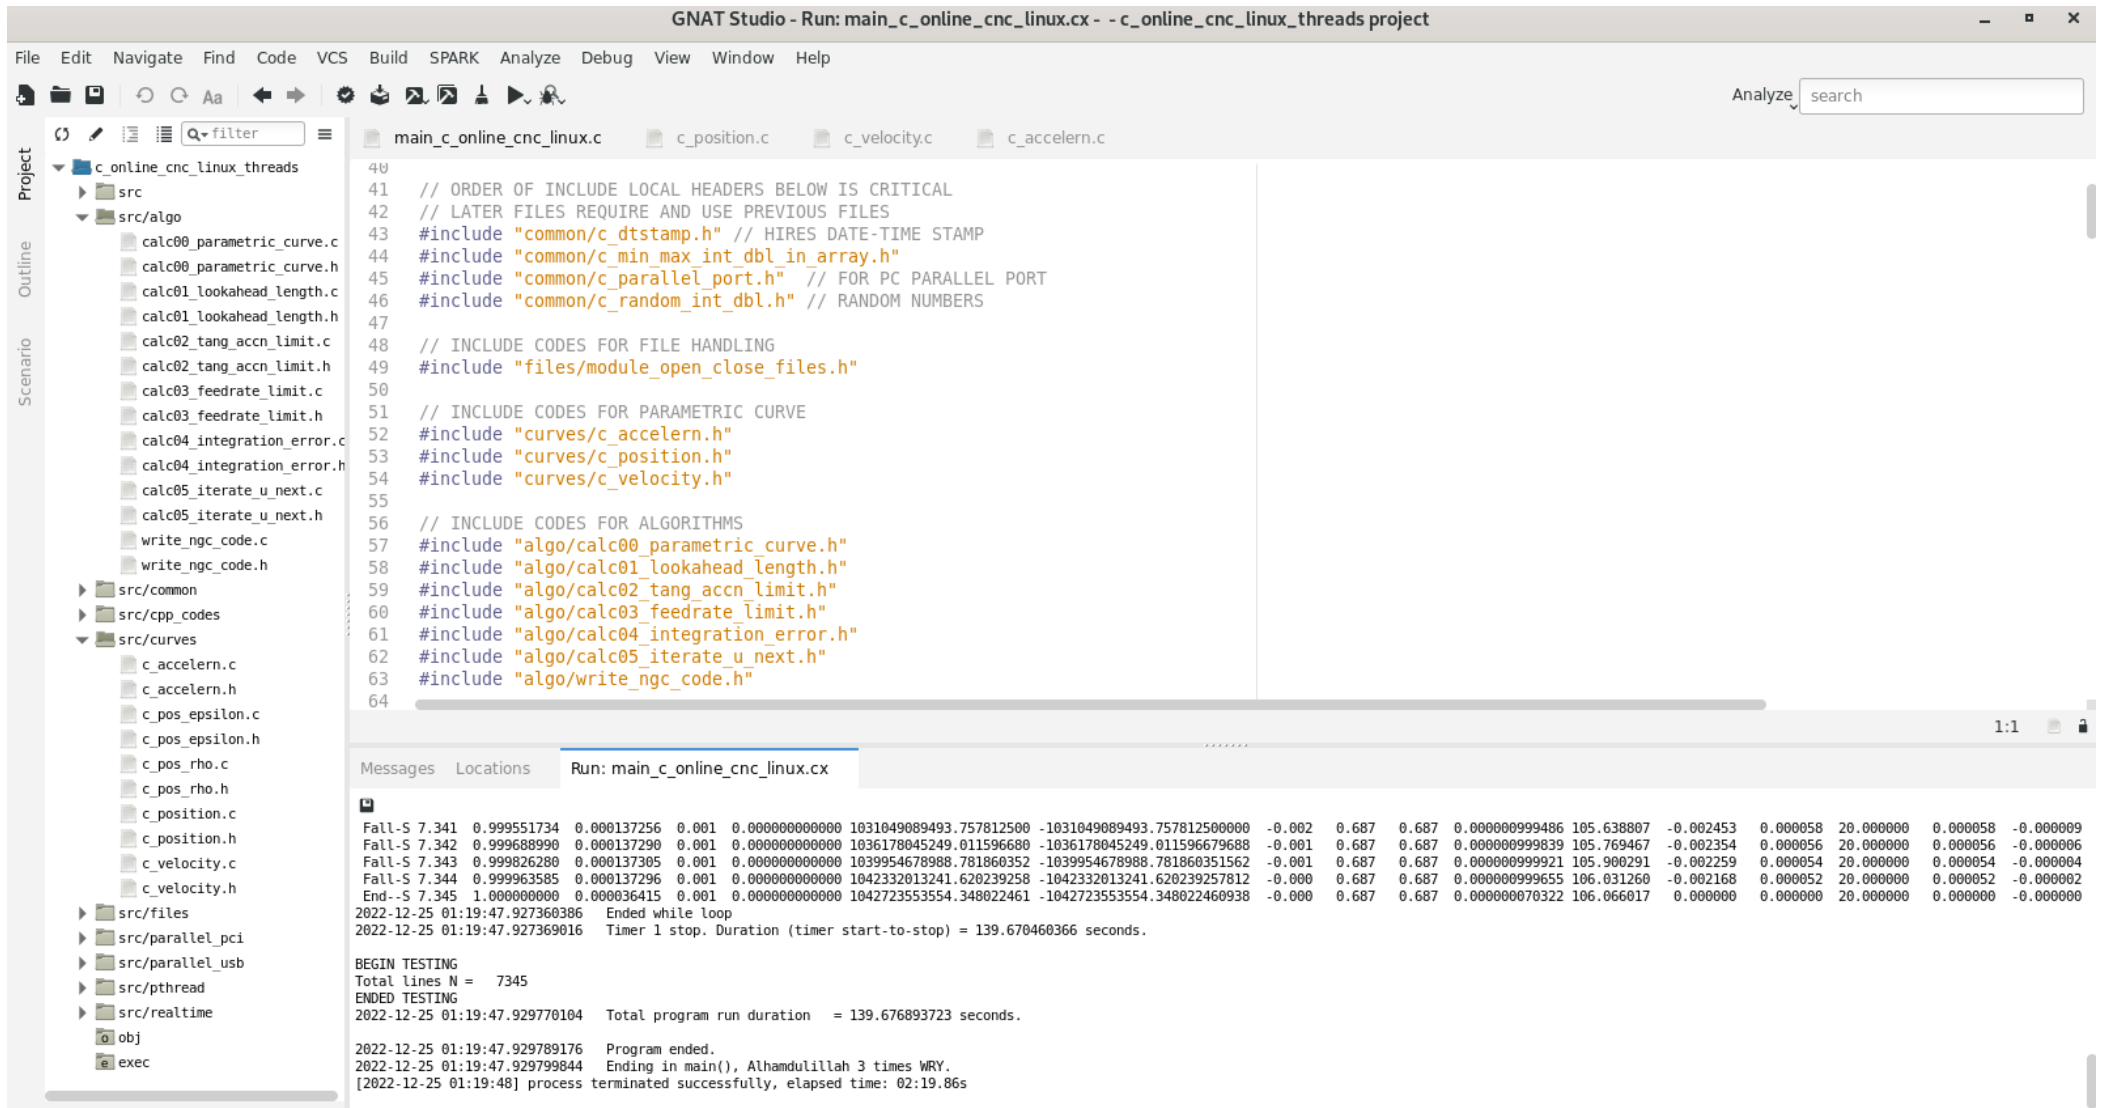 GNAT Studio - Run: main_c_online_cnc_linux.cx - - c_online_cnc_linux_threads project
File Edit Navigate Find Code VCS Build SPARK Analyze Debug View Window Help
Aa
Analyze search
filter
Project
Outline
Scenario
c_online_cnc_linux_threads
src
src/algo
calc00_parametric_curve.c
calc00_parametric_curve.h
calc01_lookahead_length.c
calc01_lookahead_length.h
calc02_tang_accn_limit.c
calc02_tang_accn_limit.h
calc03_feedrate_limit.c
calc03_feedrate_limit.h
calc04_integration_error.c
calc04_integration_error.h
calc05_iterate_u_next.c
calc05_iterate_u_next.h
write_ngc_code.c
write_ngc_code.h
src/common
src/cpp_codes
src/curves
c_accelern.c
c_accelern.h
c_pos_epsilon.c
c_pos_epsilon.h
c_pos_rho.c
c_pos_rho.h
c_position.c
c_position.h
c_velocity.c
c_velocity.h
src/files
src/parallel_pci
src/parallel_usb
src/pthread
src/realtime
obj
exec
main_c_online_cnc_linux.c c_position.c c_velocity.c c_accelern.c
40
41 // ORDER OF INCLUDE LOCAL HEADERS BELOW IS CRITICAL
42 // LATER FILES REQUIRE AND USE PREVIOUS FILES
43 #include "common/c_dtstamp.h" // HIRES DATE-TIME STAMP
44 #include "common/c_min_max_int_dbl_in_array.h"
45 #include "common/c_parallel_port.h" // FOR PC PARALLEL PORT
46 #include "common/c_random_int_dbl.h" // RANDOM NUMBERS
47
48 // INCLUDE CODES FOR FILE HANDLING
49 #include "files/module_open_close_files.h"
50
51 // INCLUDE CODES FOR PARAMETRIC CURVE
52 #include "curves/c_accelern.h"
53 #include "curves/c_position.h"
54 #include "curves/c_velocity.h"
55
56 // INCLUDE CODES FOR ALGORITHMS
57 #include "algo/calc00_parametric_curve.h"
58 #include "algo/calc01_lookahead_length.h"
59 #include "algo/calc02_tang_accn_limit.h"
60 #include "algo/calc03_feedrate_limit.h"
61 #include "algo/calc04_integration_error.h"
62 #include "algo/calc05_iterate_u_next.h"
63 #include "algo/write_ngc_code.h"
64
1:1
Messages Locations Run: main_c_online_cnc_linux.cx
Fall-S 7.341 0.999551734 0.000137256 0.001 0.000000000000 1031049089493.757812500 -1031049089493.757812500000 -0.002 0.687 0.687 0.000000999486 105.638807 -0.002453 0.000058 20.000000 0.000058 -0.000009
Fall-S 7.342 0.999688990 0.000137290 0.001 0.000000000000 1036178045249.011596680 -1036178045249.011596679688 -0.001 0.687 0.687 0.000000999839 105.769467 -0.002354 0.000056 20.000000 0.000056 -0.000006
Fall-S 7.343 0.999826280 0.000137305 0.001 0.000000000000 1039954678988.781860352 -1039954678988.781860351562 -0.001 0.687 0.687 0.000000999921 105.900291 -0.002259 0.000054 20.000000 0.000054 -0.000004
Fall-S 7.344 0.999963585 0.000137296 0.001 0.000000000000 1042332013241.620239258 -1042332013241.620239257812 -0.000 0.687 0.687 0.000000999655 106.031260 -0.002168 0.000052 20.000000 0.000052 -0.000002
End--S 7.345 1.000000000 0.000036415 0.001 0.000000000000 1042723553554.348022461 -1042723553554.348022460938 -0.000 0.687 0.687 0.000000070322 106.066017 0.000000 0.000000 20.000000 0.000000 -0.000000
2022-12-25 01:19:47.927360386 Ended while loop
2022-12-25 01:19:47.927369016 Timer 1 stop. Duration (timer start-to-stop) = 139.670460366 seconds.
BEGIN TESTING
Total lines N = 7345
ENDED TESTING
2022-12-25 01:19:47.929770104 Total program run duration = 139.676893723 seconds.
2022-12-25 01:19:47.929789176 Program ended.
2022-12-25 01:19:47.929799844 Ending in main(), Alhamdulillah 3 times WRY.
[2022-12-25 01:19:48] process terminated successfully, elapsed time: 02:19.86s